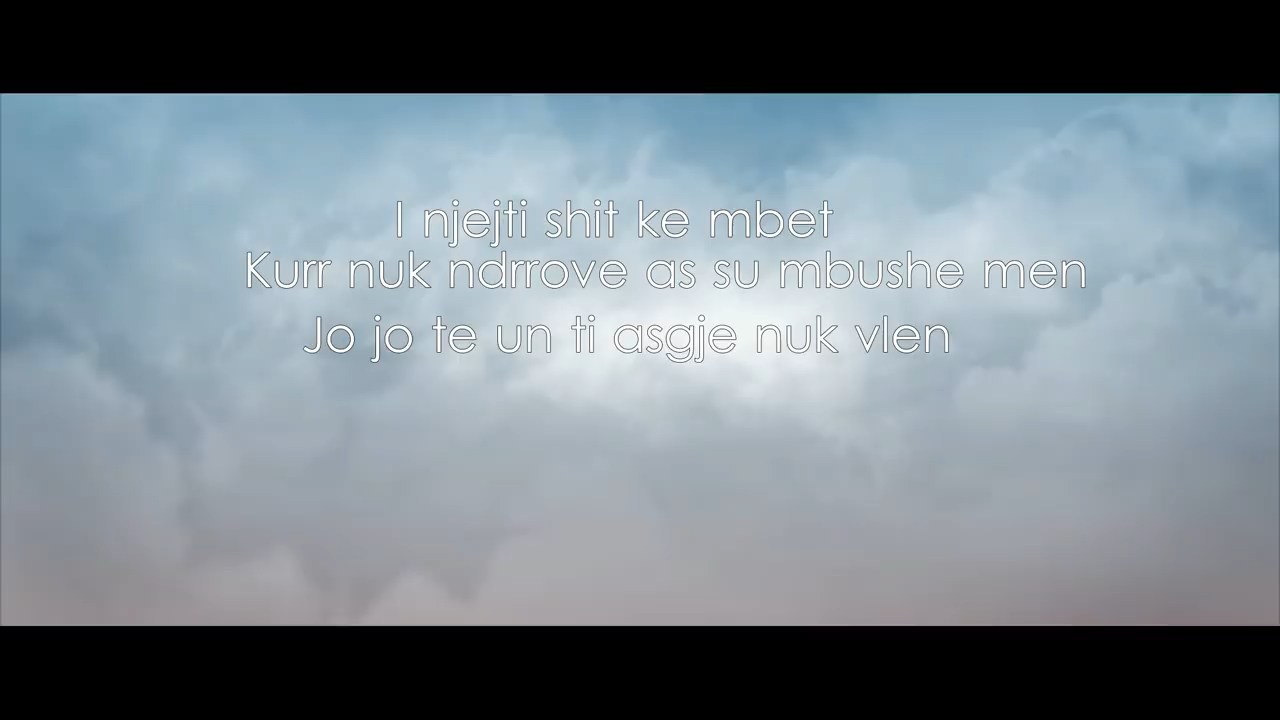 I njejti shit ke mbet
Kurr nuk ndrrove as su mbushe men
Jo jo te un ti asgje nuk vlen